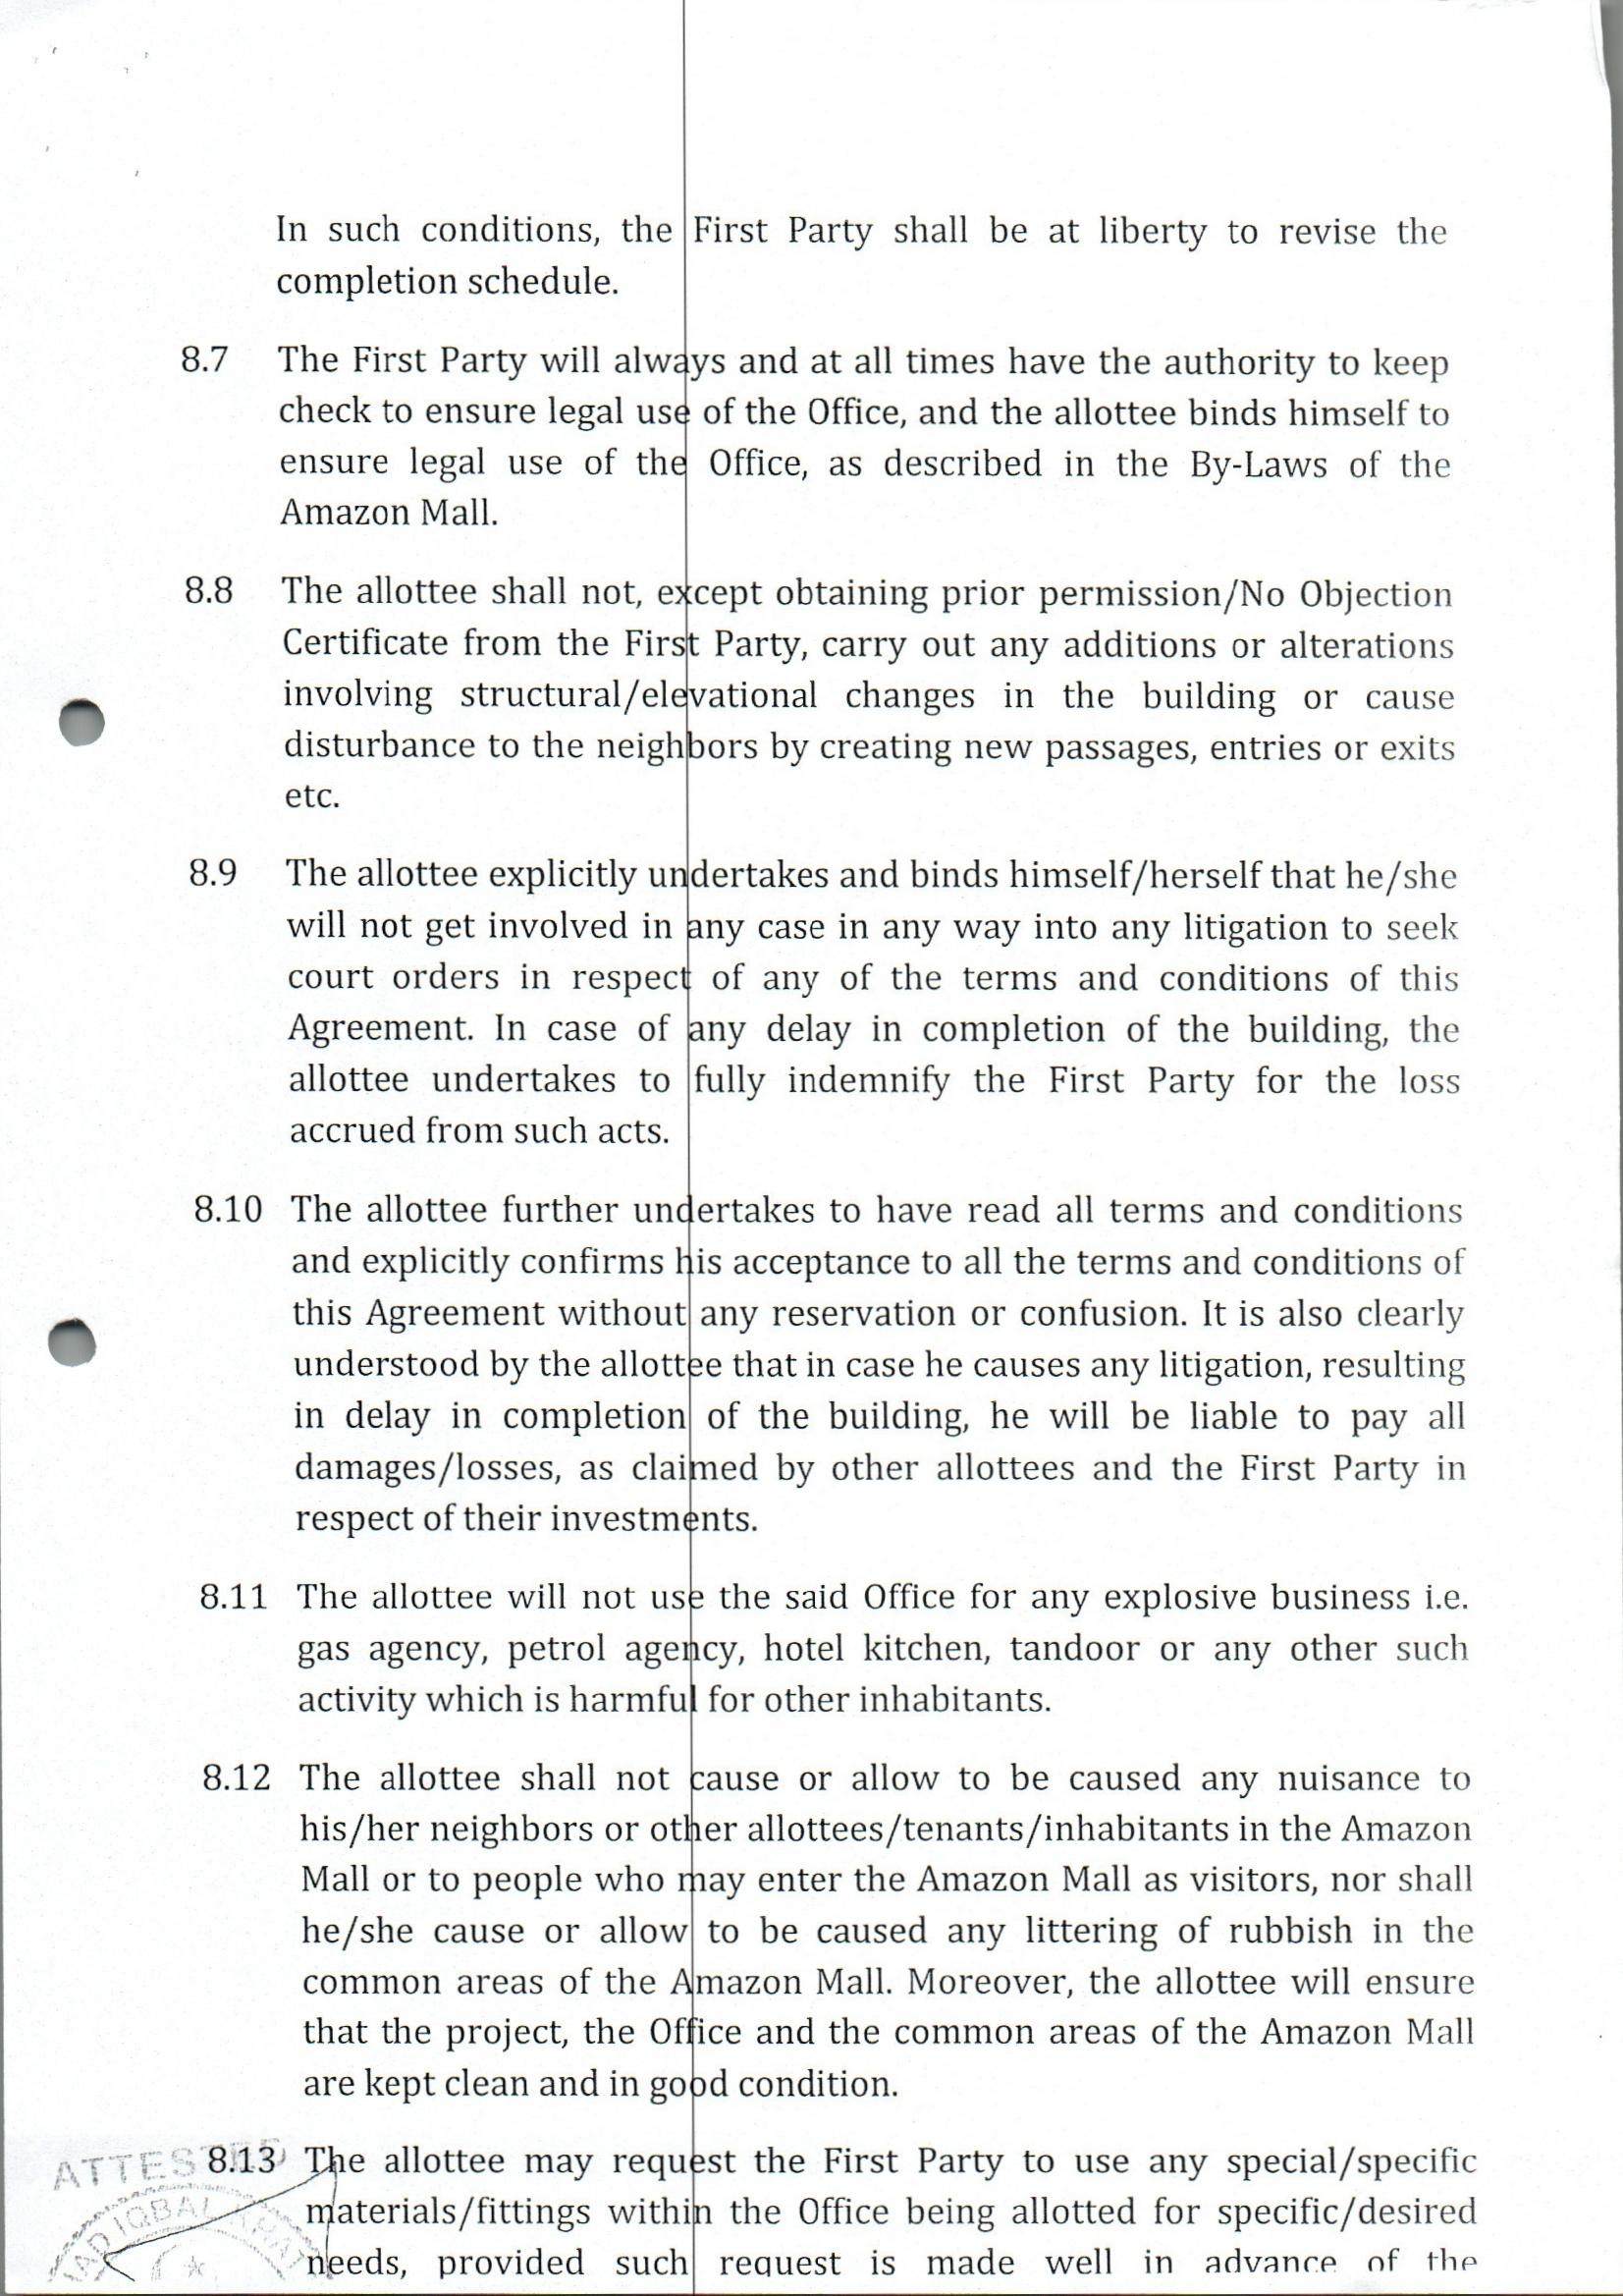 In such conditions, the First Party shall be at liberty to revise the
completion schedule.
8.7 The First Party will always and at all times have the authority to keep
check to ensure legal use of the Office, and the allottee binds himself to
ensure legal use of the Office, as described in the By-Laws of the
Amazon Mall.
8.8 The allottee shall not, except obtaining prior permission/No Objection
Certificate from the First Party, carry out any additions or alterations
involving structural/elevational changes in the building or cause
disturbance to the neighbors by creating new passages, entries or exits
etc.
8.9 The allottee explicitly undertakes and binds himself/herself that he/she
will not get involved in any case in any way into any litigation to seek
court orders in respect of any of the terms and conditions of this
Agreement. In case of any delay in completion of the building, the
allottee undertakes to fully indemnify the First Party for the loss
accrued from such acts.
8.10 The allottee further undertakes to have read all terms and conditions
and explicitly confirms his acceptance to all the terms and conditions of
this Agreement without any reservation or confusion. It is also clearly
understood by the allottee that in case he causes any litigation, resulting
in delay in completion of the building, he will be liable to pay all
damages/losses, as claimed by other allottees and the First Party in
respect of their investments.
8.11 The allottee will not use the said Office for any explosive business i.e.
gas agency, petrol agency, hotel kitchen, tandoor or any other such
activity which is harmful for other inhabitants.
8.12 The allottee shall not cause or allow to be caused any nuisance to
his/her neighbors or other allottees/tenants/inhabitants in the Amazon
Mall or to people who may enter the Amazon Mall as visitors, nor shall
he/she cause or allow to be caused any littering of rubbish in the
common areas of the Amazon Mall. Moreover, the allottee will ensure
that the project, the Office and the common areas of the Amazon Mall
are kept clean and in good condition.
8.13 The allottee may request the First Party to use any special/specific
materials/fittings within the Office being allotted for specific/desired
needs, provided such request is made well in advance of the
ATTESTED
IQBAL